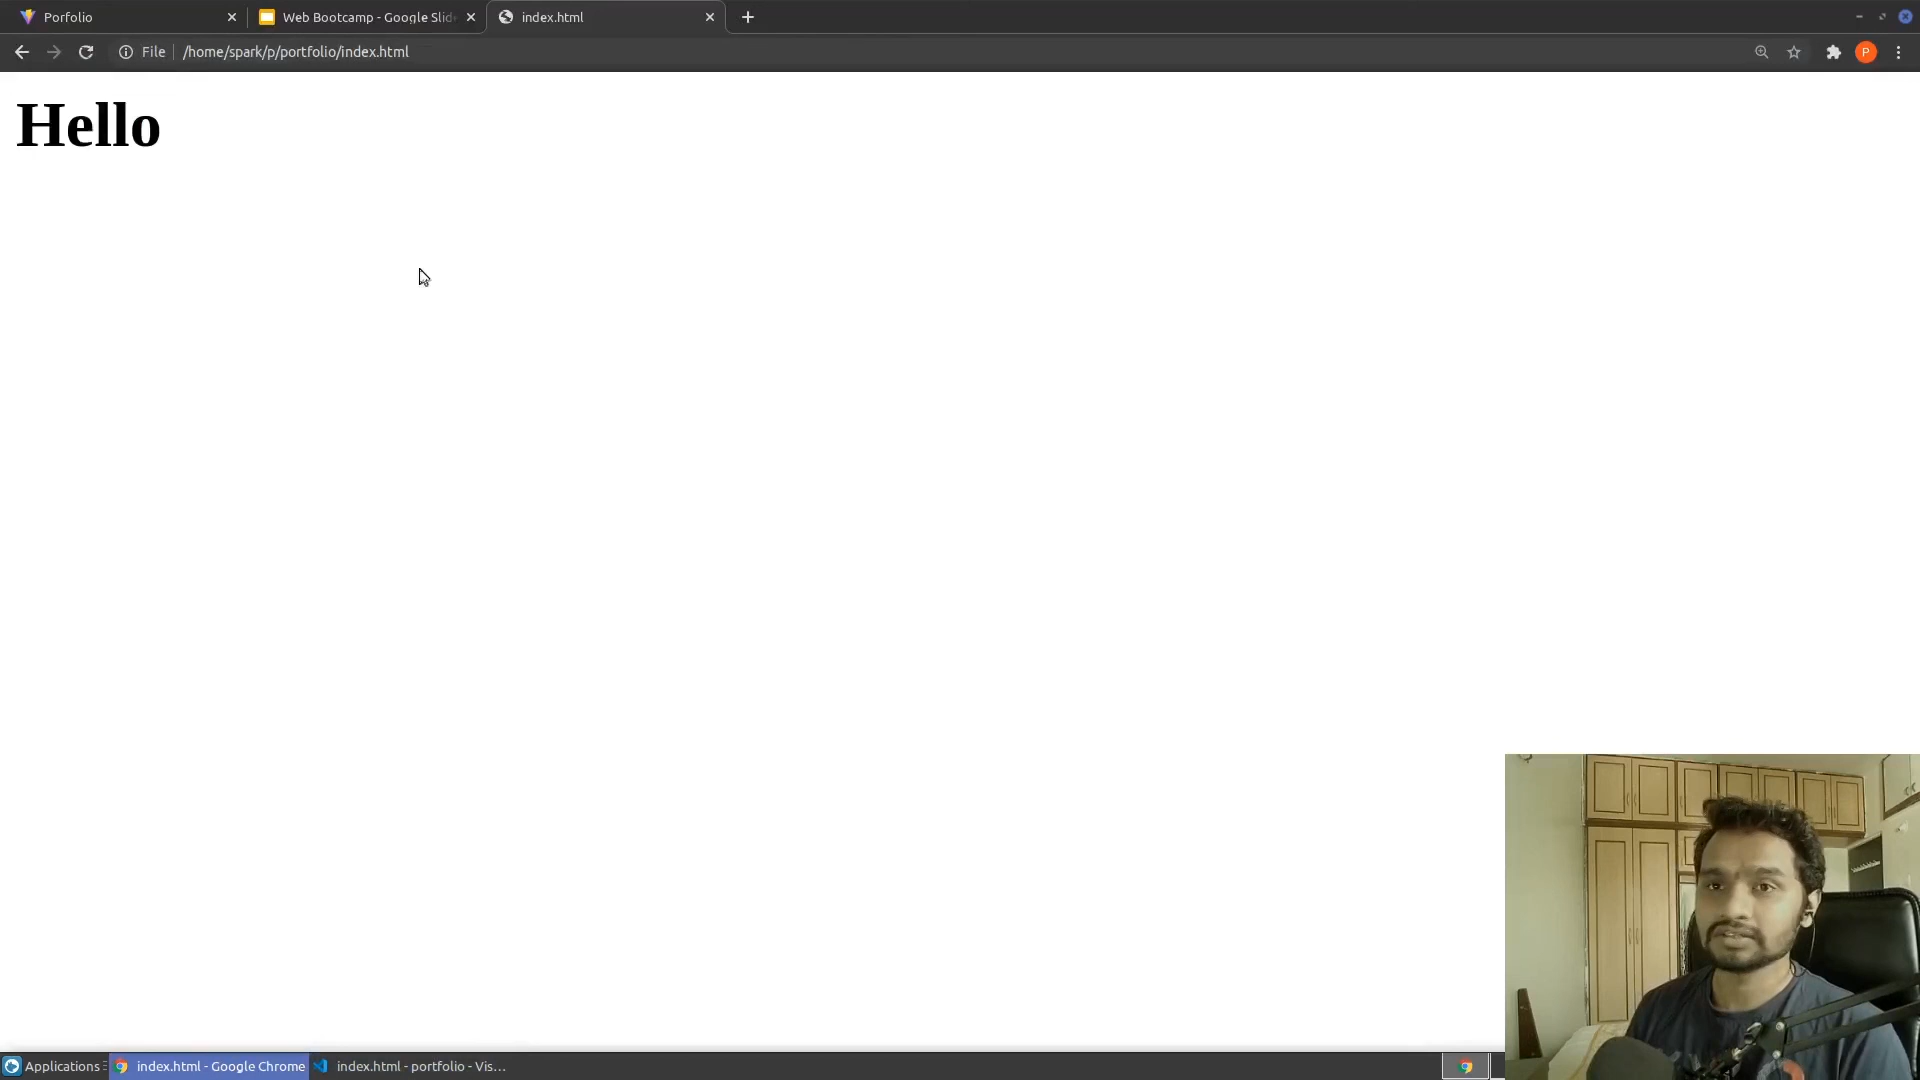 Porfolio
Web Bootcamp - Google Slid
index.html
File
/home/spark/p/portfolio/index.html
P
Hello
Applications
index.html - Google Chrome
index.html - portfolio - Vis...